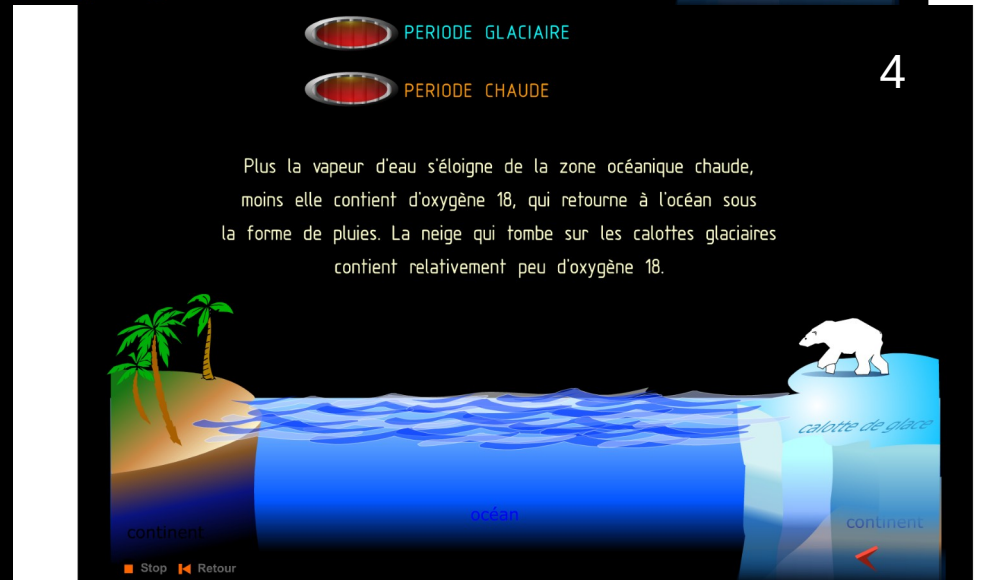 PERIODE GLACIAIRE
4
PERIODE CHAUDE
Plus la vapeur d'eau s'éloigne de la zone océanique chaude,
moins elle contient d'oxygène 18, qui retourne à l'océan sous
la forme de pluies. La neige qui tombe sur les calottes glaciaires
contient relativement peu d'oxygène 18.
calotte de glace
océan
continent
continent
Stop Retour